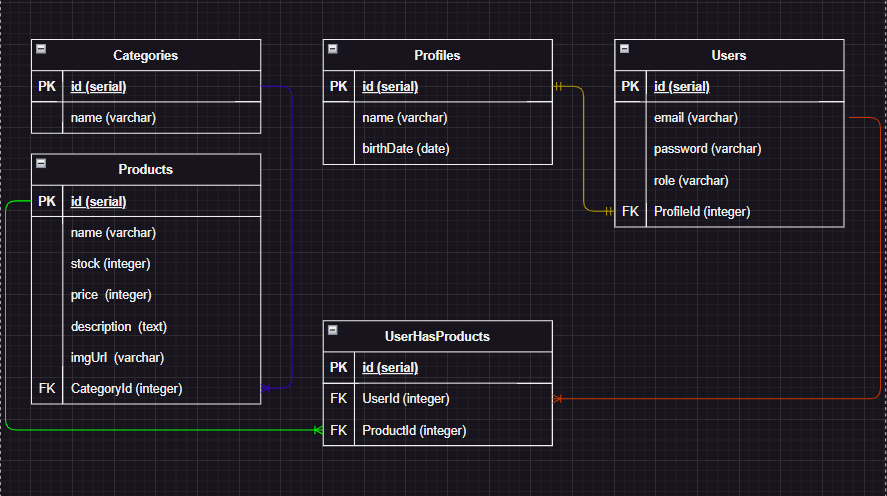 Categories
PK id (serial)
name (varchar)
Products
PK id (serial)
name (varchar)
stock (integer)
price (integer)
description (text)
imgUrl (varchar)
FK CategoryId (integer)
Profiles
PK id (serial)
name (varchar)
birthDate (date)
Users
PK id (serial)
email (varchar)
password (varchar)
role (varchar)
FK ProfileId (integer)
UserHasProducts
PK id (serial)
FK UserId (integer)
FK ProductId (integer)